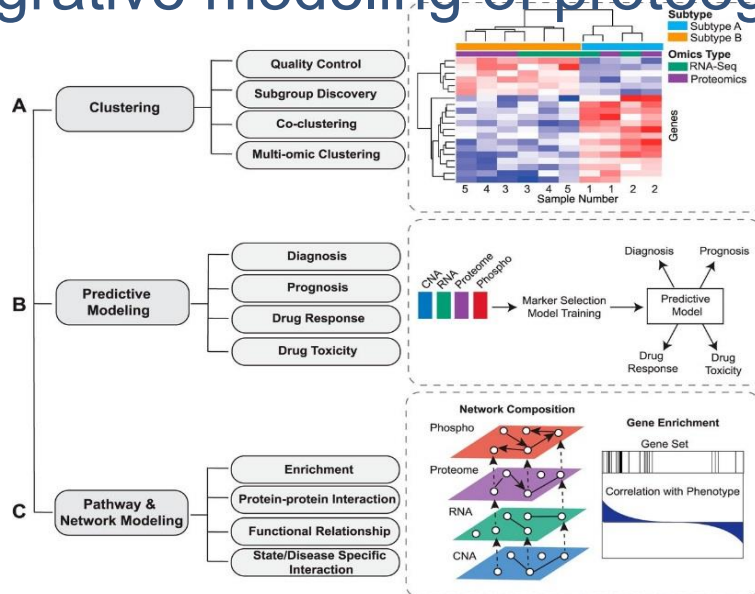 grative modelling of proteog
A
Clustering
Quality Control
Subgroup Discovery
Co-clustering
Multi-omic Clustering
Subtype
Subtype A
Subtype B
Omics Type
RNA-Seq
Proteomics
Genes
5 4 3 3 4 5 1 1 2 2
Sample Number
B
Predictive
Modeling
Diagnosis
Prognosis
Drug Response
Drug Toxicity
CNA
RNA
Proteome
Phospho
Marker Selection
Model Training
Diagnosis
Prognosis
Predictive
Model
Drug
Response
Drug
Toxicity
C
Pathway &
Network Modeling
Enrichment
Protein-protein Interaction
Functional Relationship
State/Disease Specific
Interaction
Network Composition
Phospho
Proteome
RNA
CNA
Gene Enrichment
Gene Set
Correlation with Phenotype